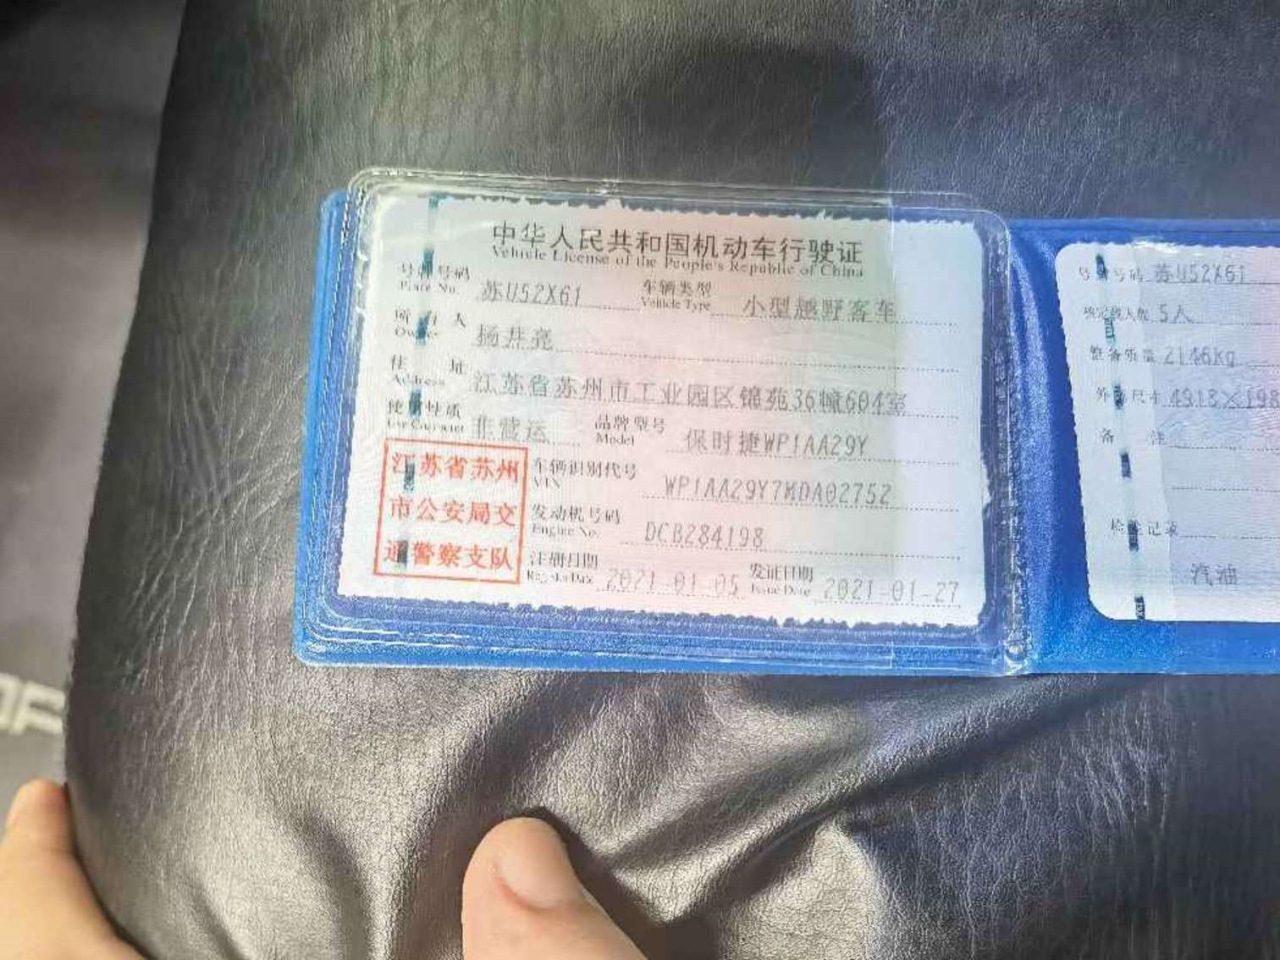 中华人民共和国机动车行驶证
Vehicle License of the People's Republic of China
号牌号码 苏U52X61 车辆类型 小型越野客车
Plate No. Vehicle Type
所有人 杨井亮
Owner
住址 江苏省苏州市工业园区锦苑36幢604室
Address
使用性质 非营运 品牌型号 保时捷WP1AA29Y
Use Character Model
江苏省苏州
市公安局交
通警察支队
车辆识别代号 WP1AA29Y7MDA02752
VIN
发动机号码 DCB284198
Engine No.
注册日期 2021-01-05 发证日期 2021-01-27
Register Date Issue Date
号牌号码 苏U52X61
核定载人数 5人
整备质量 2146kg
外廓尺寸 4918×198
备注
检验记录
汽油